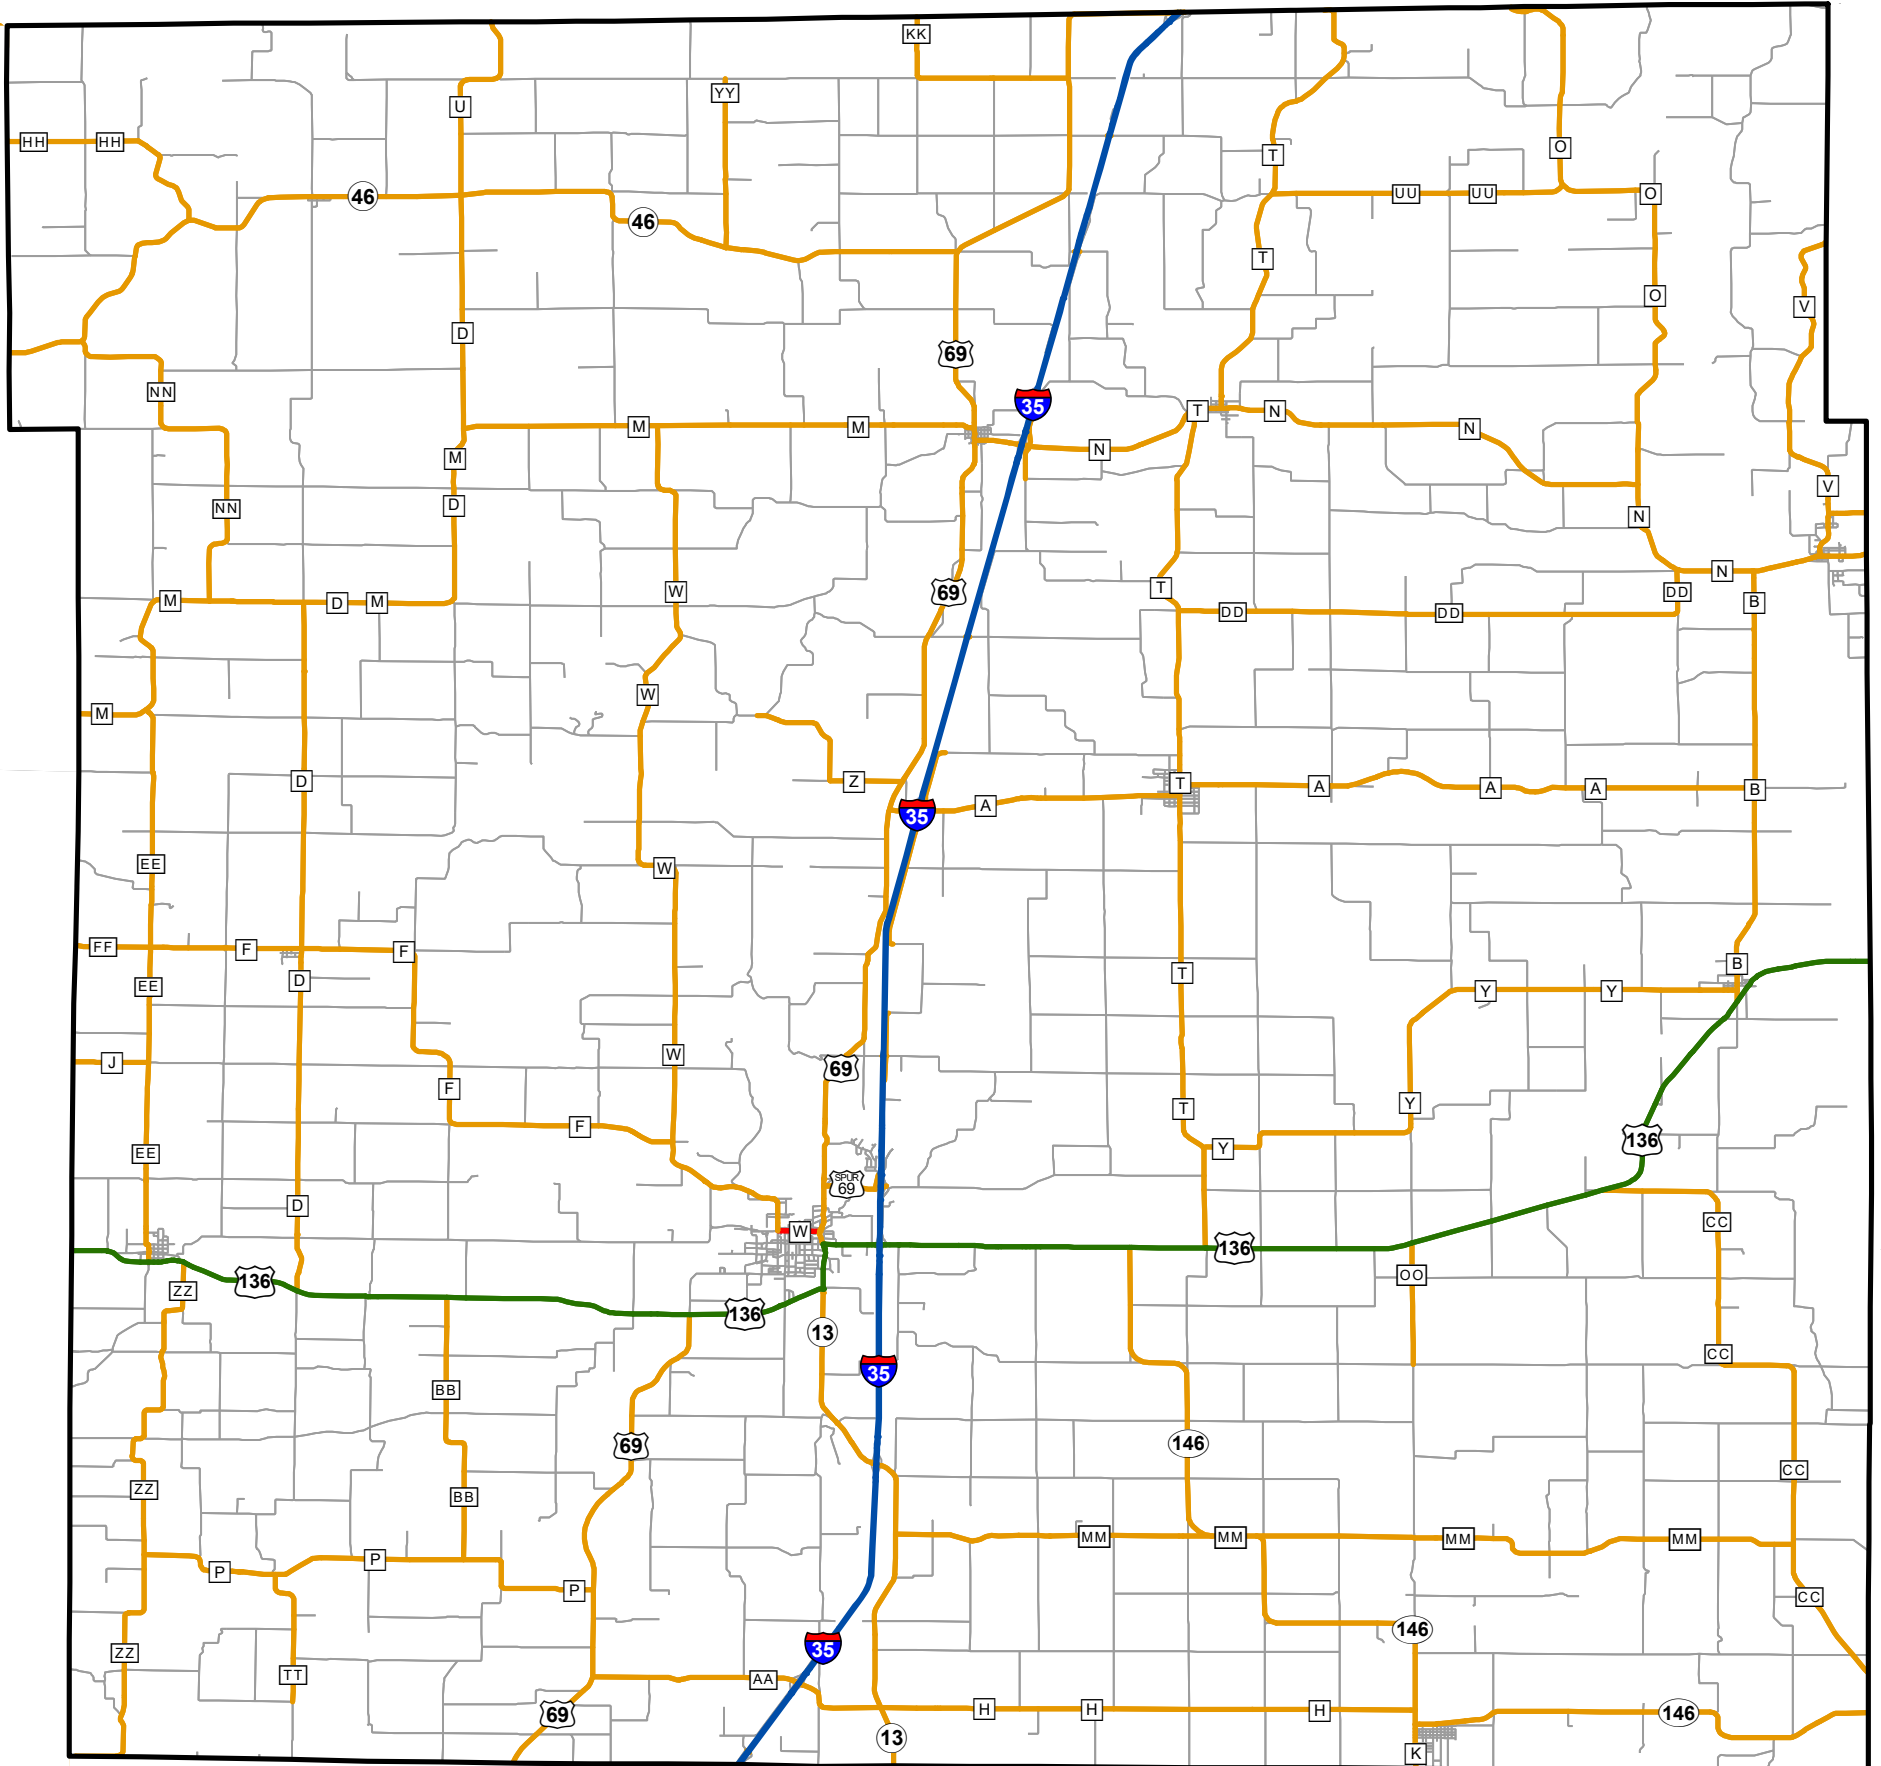 KK
YY
U
HH HH
O
T
46
UU UU O
46
T
O
V
D
69
NN
35
T N
M M
N
N
M
V
D
NN
N
N
T
W
69
DD
M D M
DD DD
B
W
M
D
Z
T
A
A A
B
A
35
EE
W
FF F F
B
D
T
EE
Y Y
W
J
69
F
Y
T
F
136
Y
EE
SPUR
69
D
CC
W
136
OO
136
ZZ
136
13
CC
35
BB
146
69
CC
ZZ
BB
MM MM MM MM
P
P
P
CC
146
35
ZZ
TT
AA
H H H
146
69
13
K